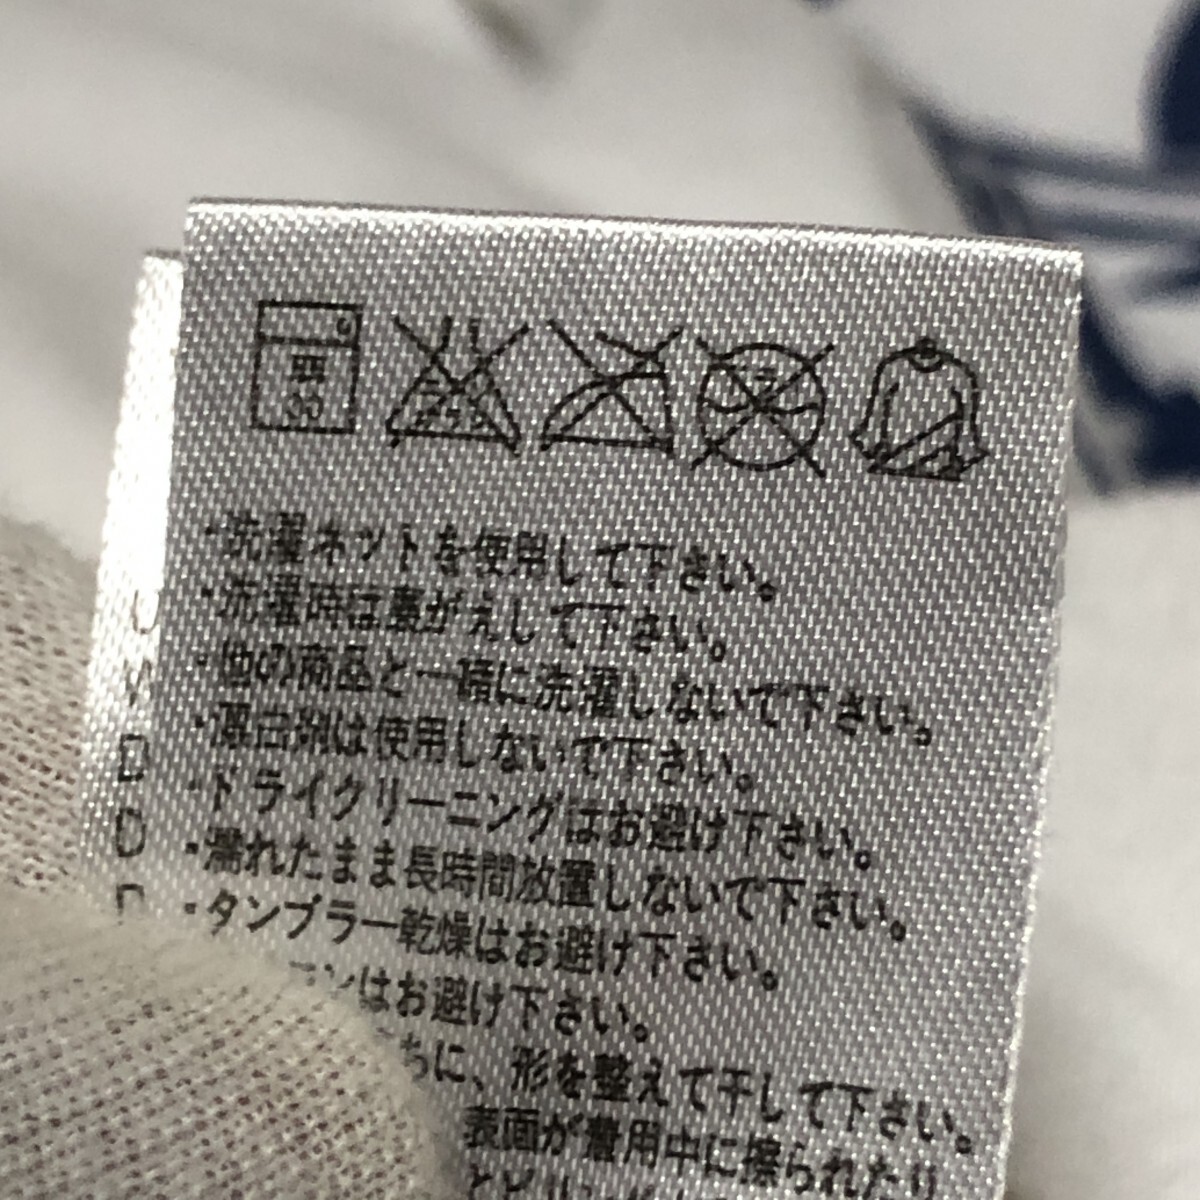 弱
30
・洗濯ネットを使用して下さい。
・洗濯時は裏がえして下さい。
・他の商品と一緒に洗濯しないで下さい。
・漂白剤は使用しないで下さい。
・ドライクリーニングはお避け下さい。
・濡れたまま長時間放置しないで下さい。
・タンブラー乾燥はお避け下さい。
ンはお避け下さい。
ちに、形を整えて干して下さい。
表面が着用中に擦られたり
D
D